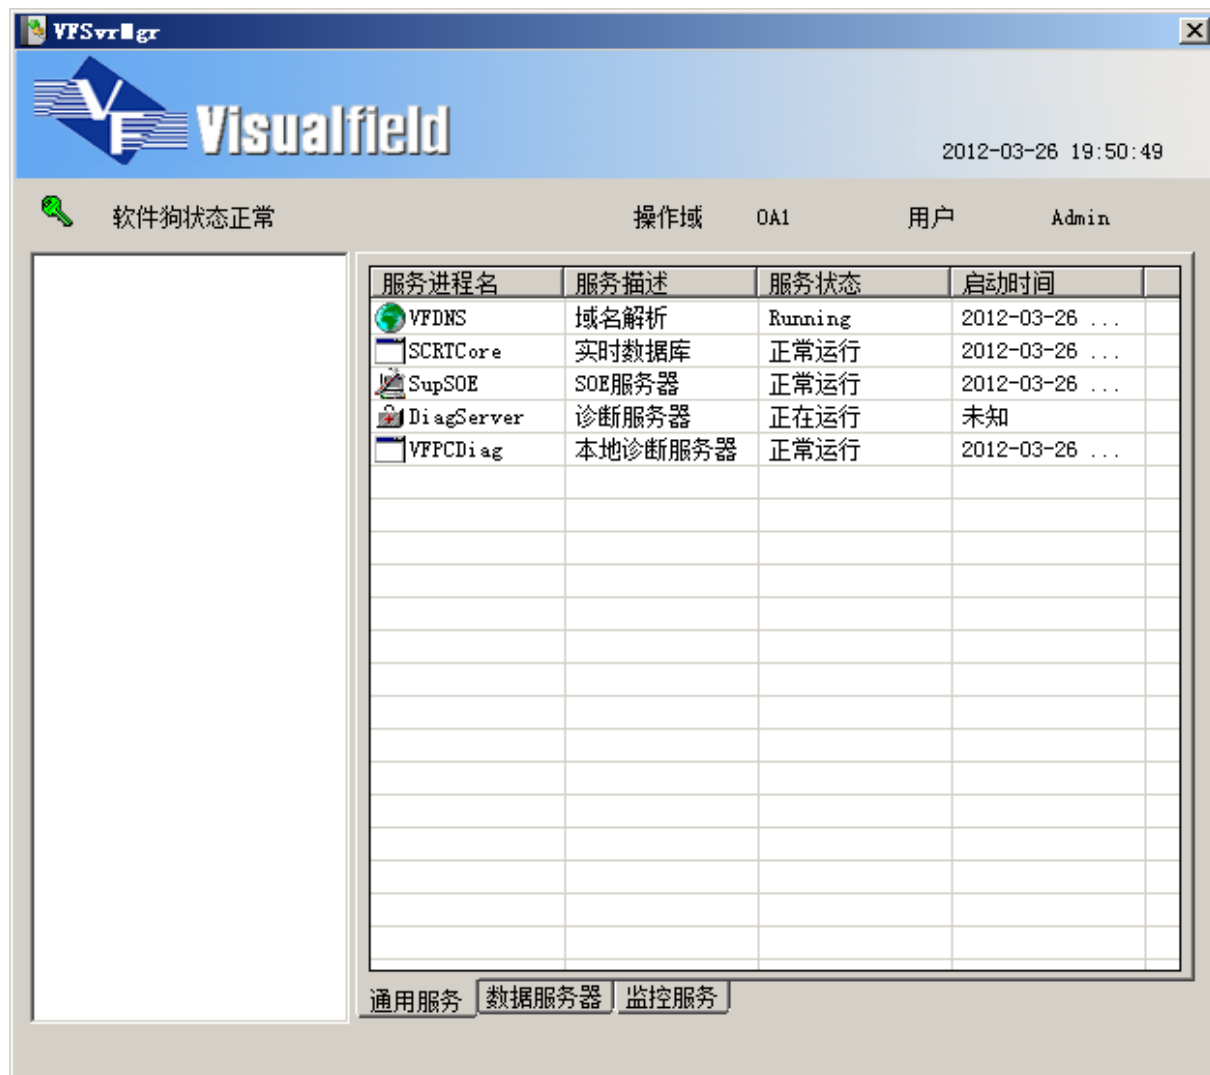 VFSvrMgr
VF Visualfield
2012-03-26 19:50:49
软件狗状态正常 操作域 OA1 用户 Admin
服务进程名 服务描述 服务状态 启动时间
VFDNS 域名解析 Running 2012-03-26 ...
SCRTCore 实时数据库 正常运行 2012-03-26 ...
SupSOE SOE服务器 正常运行 2012-03-26 ...
DiagServer 诊断服务器 正在运行 未知
VFPCDiag 本地诊断服务器 正常运行 2012-03-26 ...
通用服务 数据服务器 监控服务